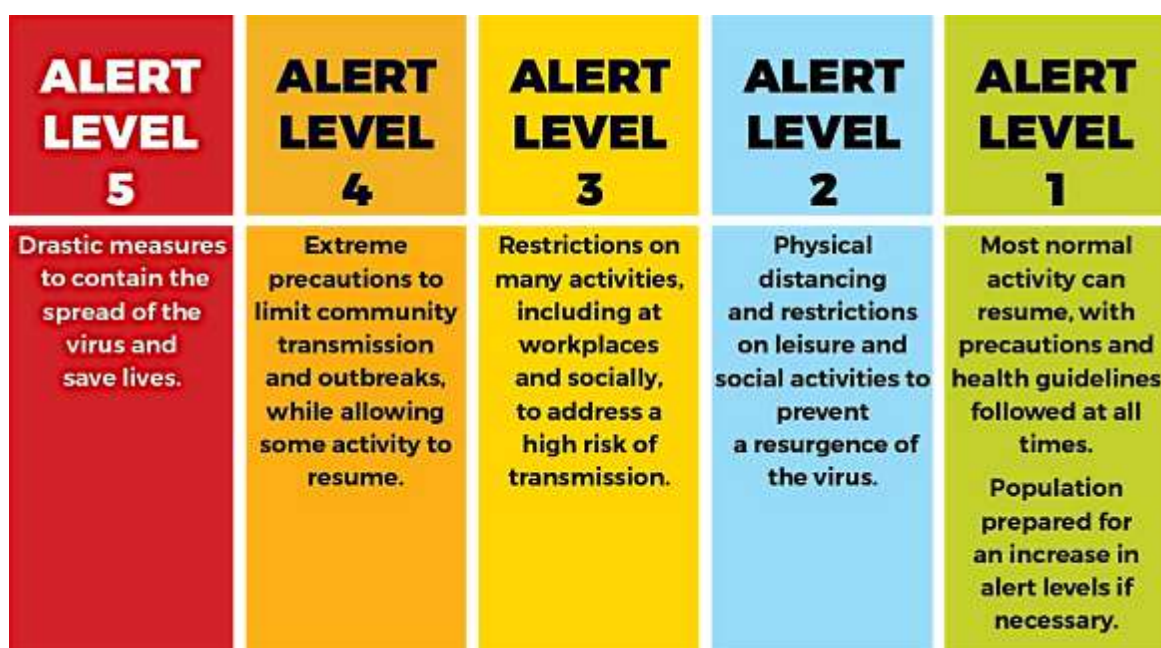 ALERT
LEVEL
5
Drastic measures
to contain the
spread of the
virus and
save lives.
ALERT
LEVEL
4
Extreme
precautions to
limit community
transmission
and outbreaks,
while allowing
some activity to
resume.
ALERT
LEVEL
3
Restrictions on
many activities,
including at
workplaces
and socially,
to address a
high risk of
transmission.
ALERT
LEVEL
2
Physical
distancing
and restrictions
on leisure and
social activities to
prevent
a resurgence of
the virus.
ALERT
LEVEL
1
Most normal
activity can
resume, with
precautions and
health guidelines
followed at all
times.
Population
prepared for
an increase in
alert levels if
necessary.